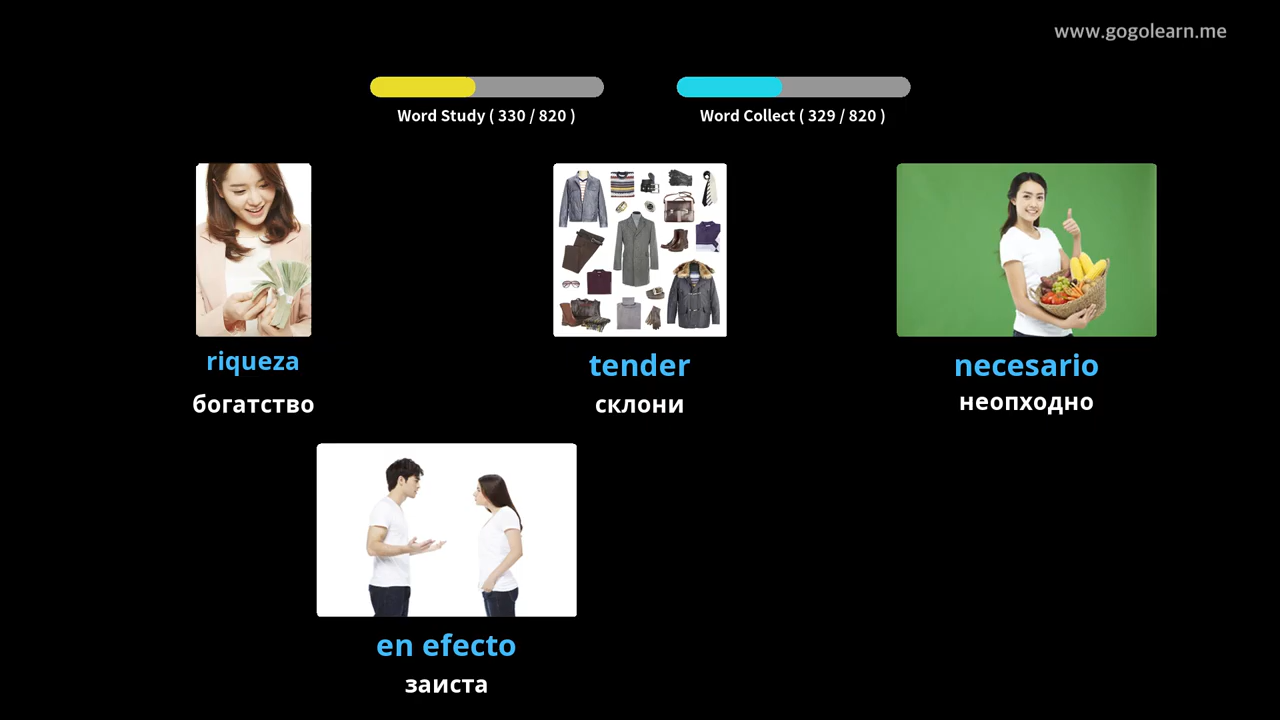 www.gogolearn.me
Word Study ( 330 / 820 )
Word Collect ( 329 / 820 )
riqueza
богатство
tender
склони
necesario
неопходно
en efecto
заиста